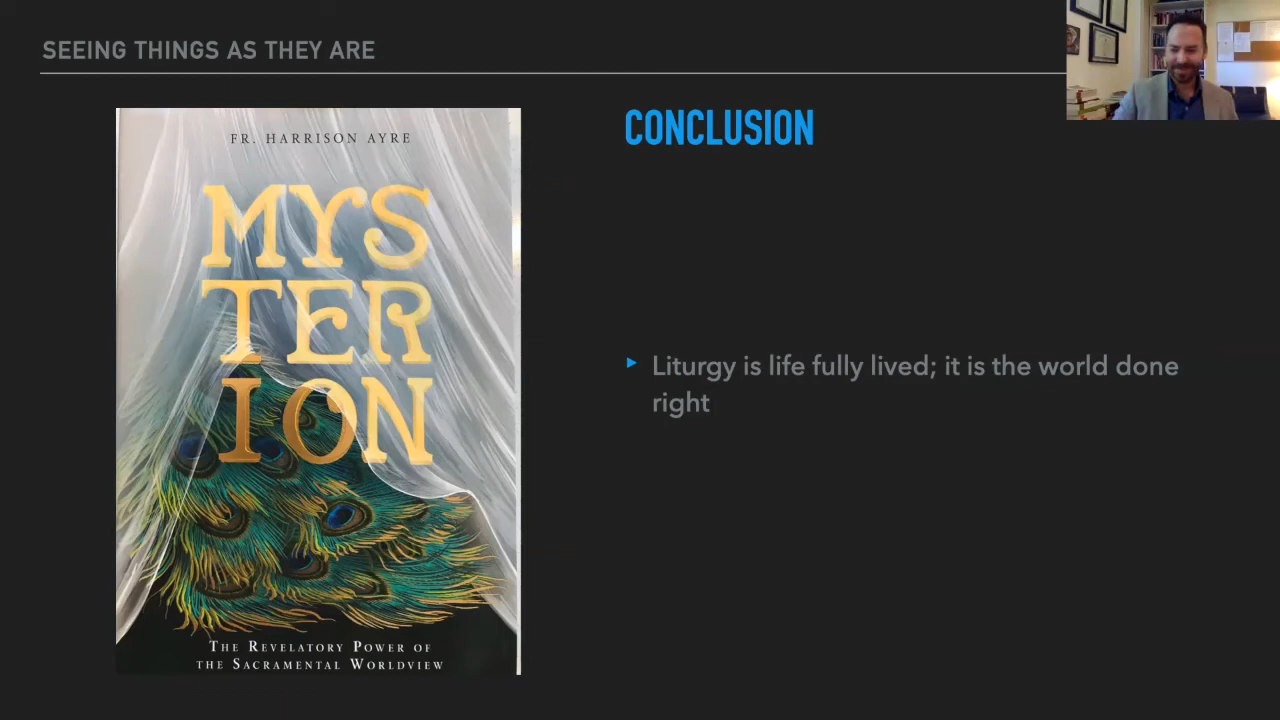 SEEING THINGS AS THEY ARE
FR. HARRISON AYRE
MYS
TER
ION
THE REVELATORY POWER OF
THE SACRAMENTAL WORLDVIEW
CONCLUSION
Liturgy is life fully lived; it is the world done
right